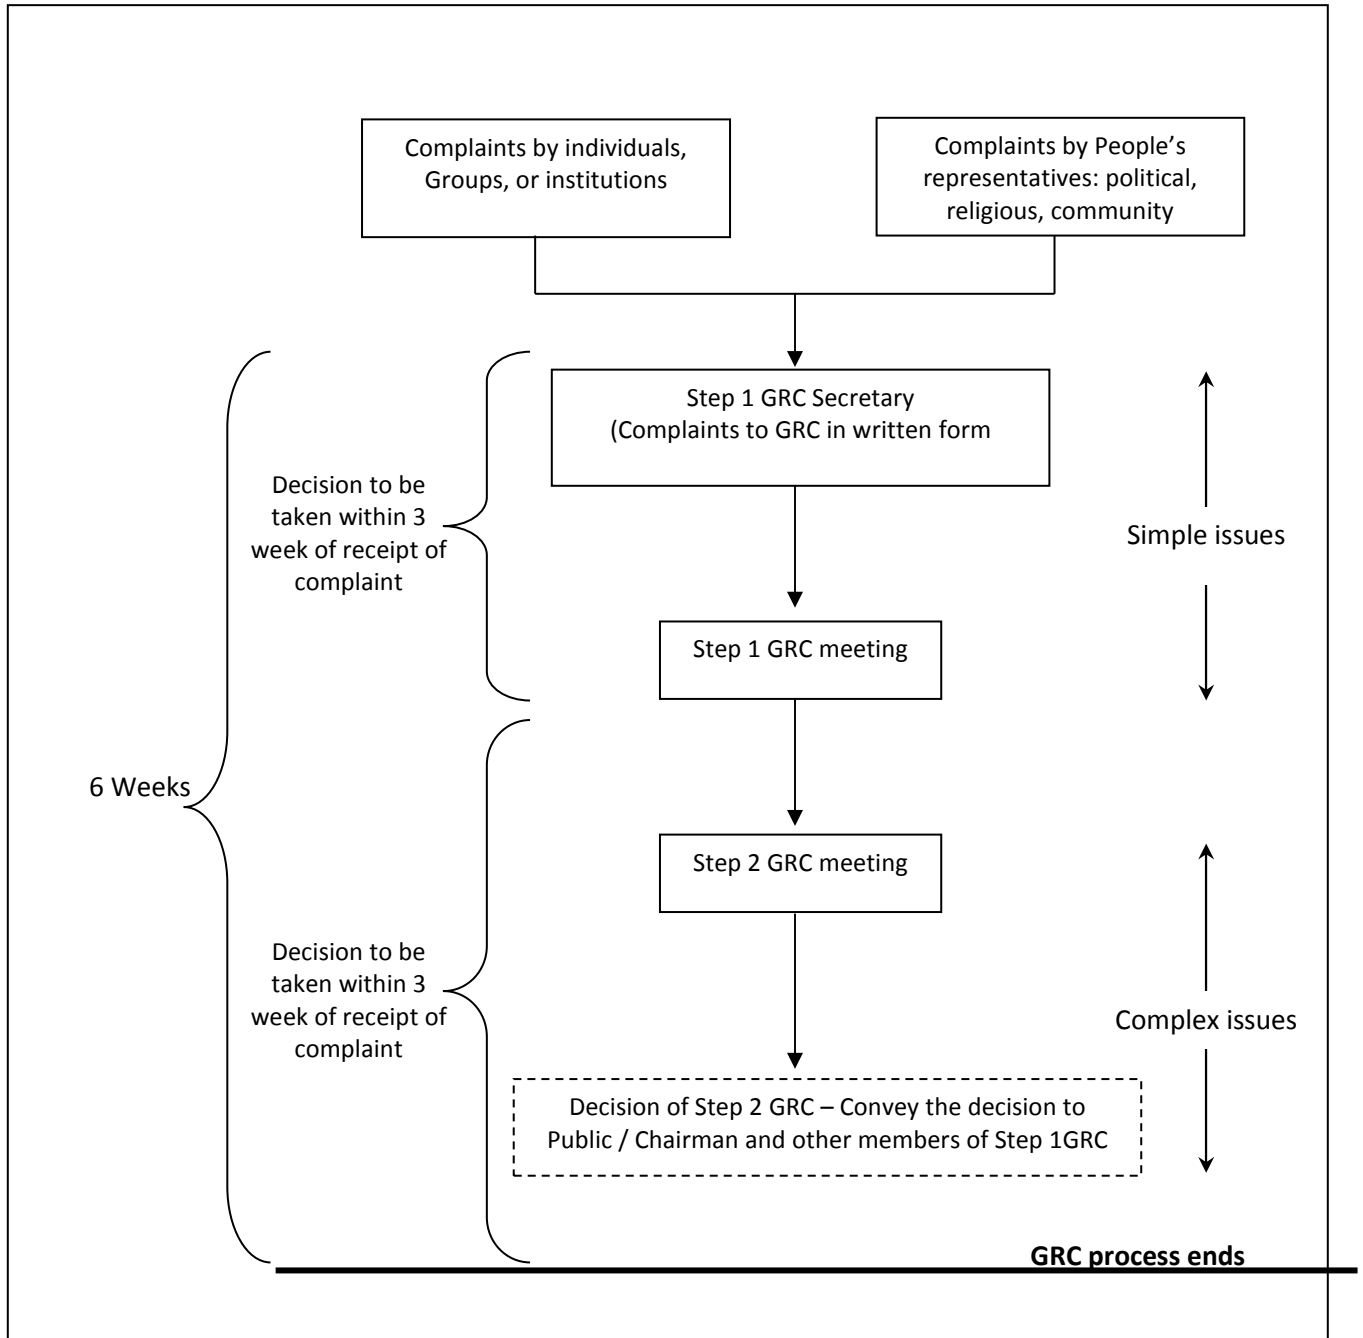 Complaints by individuals,
Groups, or institutions
Complaints by People’s
representatives: political,
religious, community
Step 1 GRC Secretary
(Complaints to GRC in written form
Decision to be
taken within 3
week of receipt of
complaint
Simple issues
Step 1 GRC meeting
6 Weeks
Step 2 GRC meeting
Decision to be
taken within 3
week of receipt of
complaint
Complex issues
Decision of Step 2 GRC – Convey the decision to
Public / Chairman and other members of Step 1GRC
GRC process ends